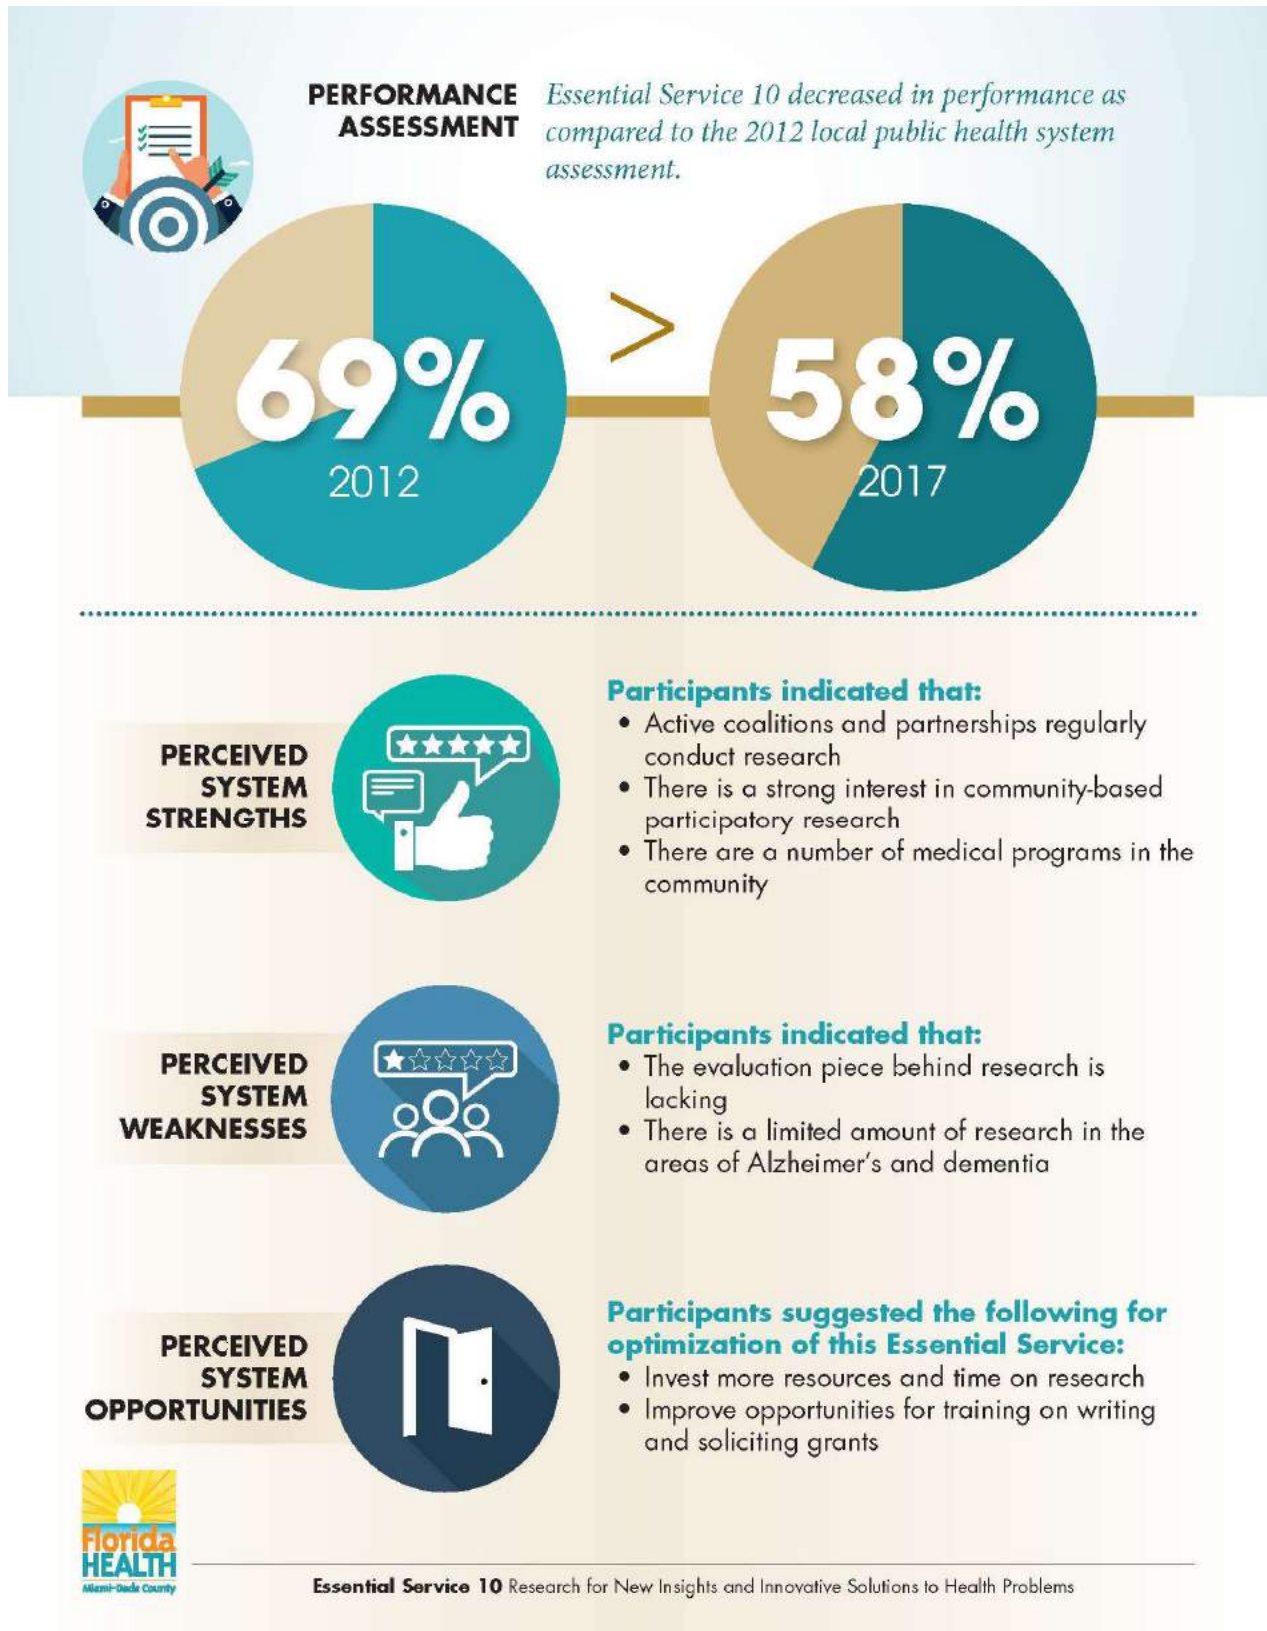 PERFORMANCE
ASSESSMENT
Essential Service 10 decreased in performance as
compared to the 2012 local public health system
assessment.
69%
2012
>
58%
2017
PERCEIVED
SYSTEM
STRENGTHS
Participants indicated that:
• Active coalitions and partnerships regularly
conduct research
• There is a strong interest in community-based
participatory research
• There are a number of medical programs in the
community
PERCEIVED
SYSTEM
WEAKNESSES
Participants indicated that:
• The evaluation piece behind research is
lacking
• There is a limited amount of research in the
areas of Alzheimer's and dementia
PERCEIVED
SYSTEM
OPPORTUNITIES
Participants suggested the following for
optimization of this Essential Service:
• Invest more resources and time on research
• Improve opportunities for training on writing
and soliciting grants
Florida
HEALTH
Miami-Dade County
Essential Service 10 Research for New Insights and Innovative Solutions to Health Problems